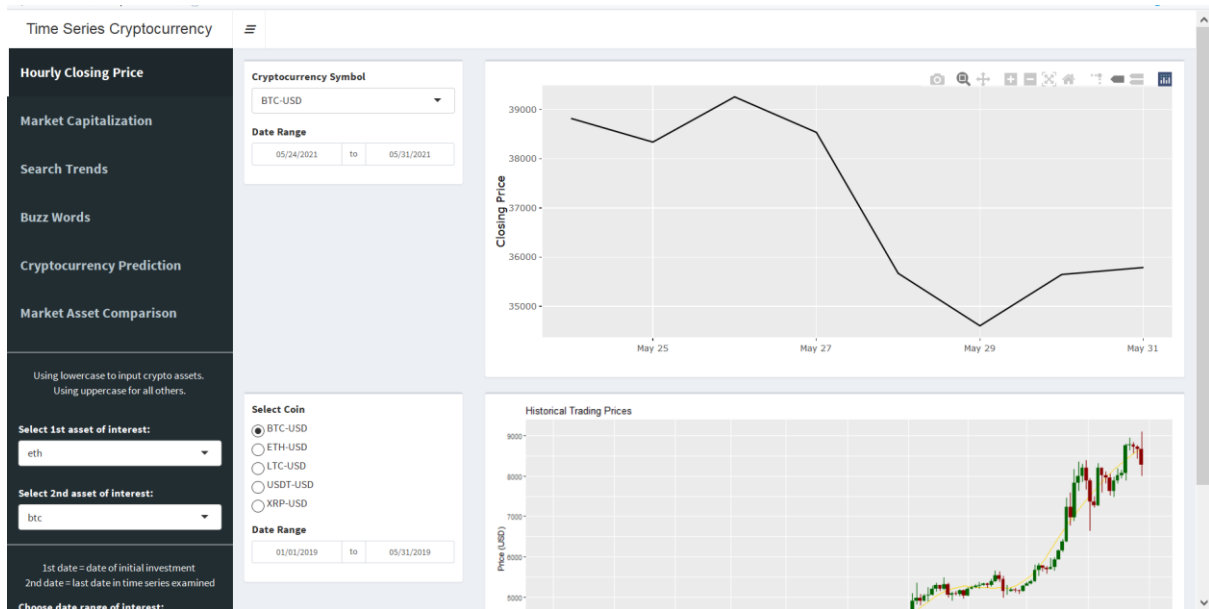 Time Series Cryptocurrency
Hourly Closing Price
Market Capitalization
Search Trends
Buzz Words
Cryptocurrency Prediction
Market Asset Comparison
Using lowercase to input crypto assets.
Using uppercase for all others.
Select 1st asset of interest:
eth
Select 2nd asset of interest:
btc
1st date = date of initial investment
2nd date = last date in time series examined
Choose date range of interest:
Cryptocurrency Symbol
BTC-USD
Date Range
05/24/2021 to 05/31/2021
39000
38000
37000
36000
35000
Closing Price
May 25 May 27 May 29 May 31
Select Coin
BTC-USD
ETH-USD
LTC-USD
USDT-USD
XRP-USD
Date Range
01/01/2019 to 05/31/2019
Historical Trading Prices
9000
8000
7000
6000
5000
Price (USD)